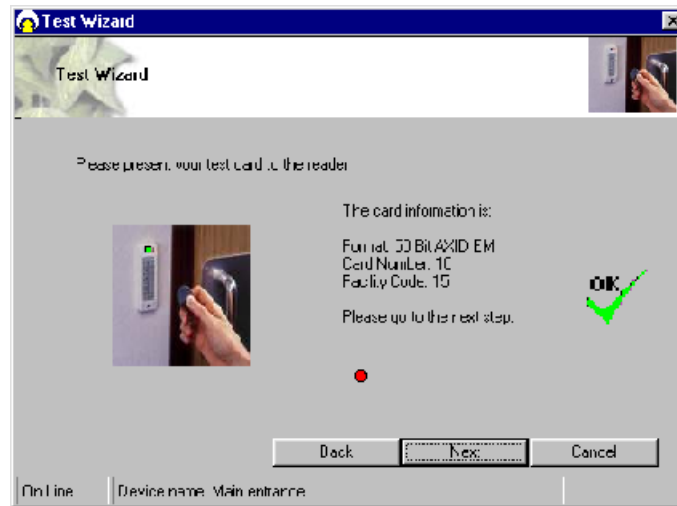 Test Wizard
Test Wizard
Please present your test card to the reader
The card information is:
Format: 50 Bit AXID EM
Card Number: 10
Facility Code: 15
Please go to the next step.
OK
Back Next Cancel
On Line Device name: Main entrance